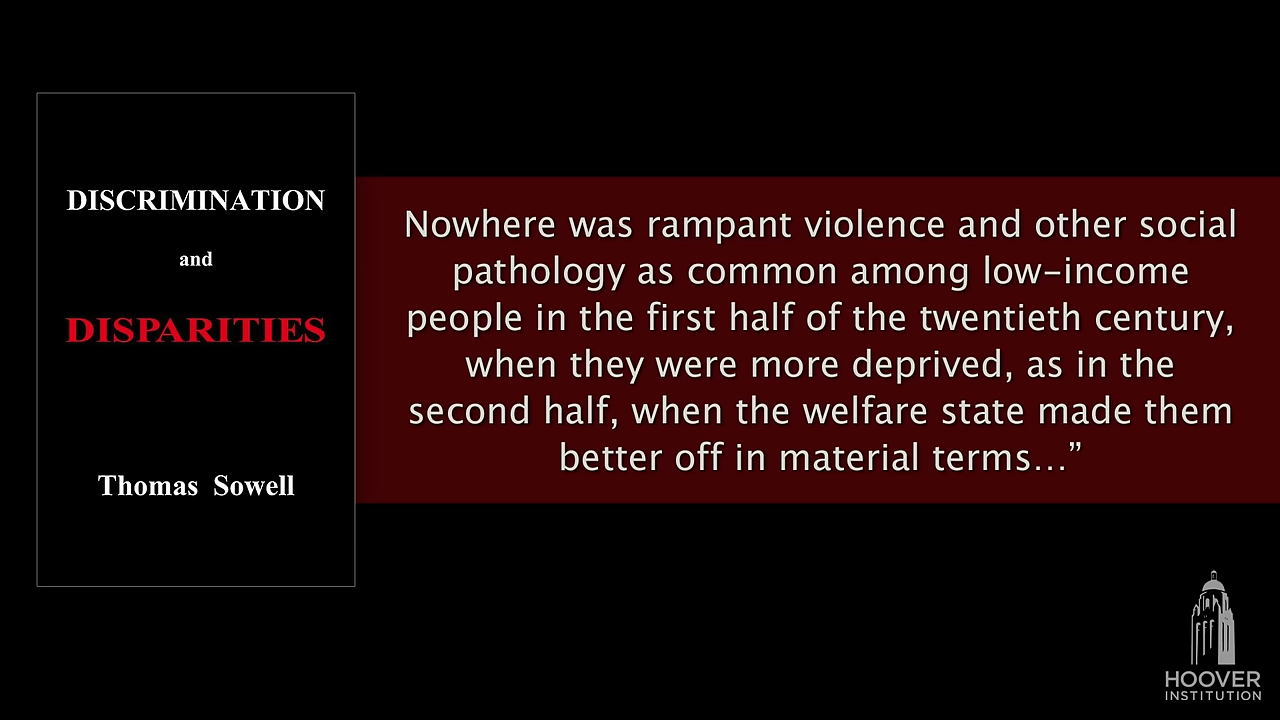 DISCRIMINATION
and
DISPARITIES
Thomas Sowell
Nowhere was rampant violence and other social
pathology as common among low-income
people in the first half of the twentieth century,
when they were more deprived, as in the
second half, when the welfare state made them
better off in material terms…”
HOOVER
INSTITUTION